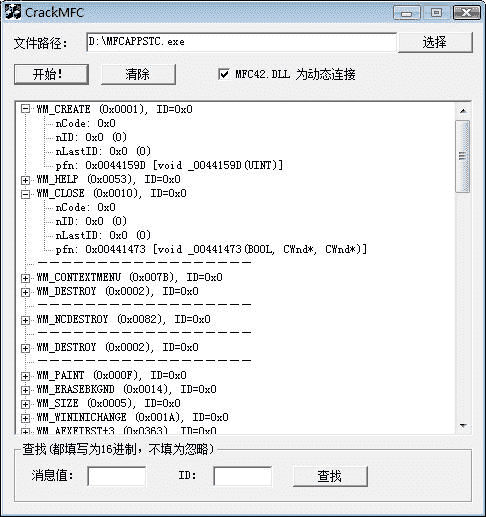 CrackMFC
文件路径: D:\MFCAPPSTC.exe 选择
开始! 清除 MFC42.DLL 为动态连接
WM_CREATE (0x0001), ID=0x0
nCode: 0x0
nID: 0x0 (0)
nLastID: 0x0 (0)
pfn: 0x0044159D [void _0044159D(UINT)]
WM_HELP (0x0053), ID=0x0
WM_CLOSE (0x0010), ID=0x0
nCode: 0x0
nID: 0x0 (0)
nLastID: 0x0 (0)
pfn: 0x00441473 [void _00441473(BOOL, CWnd*, CWnd*)]
WM_CONTEXTMENU (0x007B), ID=0x0
WM_DESTROY (0x0002), ID=0x0
WM_NCDESTROY (0x0082), ID=0x0
WM_DESTROY (0x0002), ID=0x0
WM_PAINT (0x000F), ID=0x0
WM_ERASEBKGND (0x0014), ID=0x0
WM_SIZE (0x0005), ID=0x0
WM_WININICHANGE (0x001A), ID=0x0
WM_AFXFIRST+3 (0x0363), ID=0x0
查找(都填写为16进制，不填为忽略)
消息值: ID: 查找